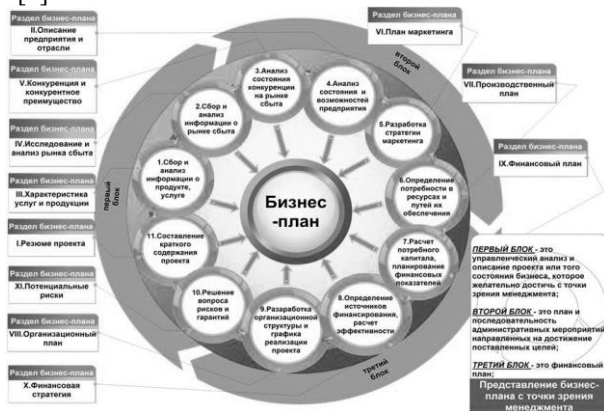 Раздел бизнес-плана
II.Описание
предприятия и
отрасли
Раздел бизнес-плана
V.Конкуренция и
конкурентное
преимущество
Раздел бизнес-плана
IV.Исследование и
анализ рынка сбыта
Раздел бизнес-плана
III.Характеристика
услуг и продукции
Раздел бизнес-плана
I.Резюме проекта
Раздел бизнес-плана
XI.Потенциальные
риски
Раздел бизнес-плана
VIII.Организационный
план
Раздел бизнес-плана
X.Финансовая
стратегия
первый
блок
второй
блок
третий
блок
1.Сбор и
анализ
информации о
продукте,
услуге
2.Сбор и
анализ
информации о
рынке сбыта
3.Анализ
состояния
конкуренции
на рынке
сбыта
4.Анализ
состояния и
возможностей
предприятия
5.Разработка
стратегии
маркетинга
6.Определение
потребности в
ресурсах и
путей их
обеспечения
7.Расчет
потребного
капитала,
планирование
финансовых
показателей
8.Определение
источников
финансирования,
расчет
эффективности
9.Разработка
организационной
структуры и
графика
реализации
проекта
10.Решение
вопроса
рисков и
гарантий
11.Составление
краткого
содержания
проекта
Бизнес
-план
Раздел бизнес-плана
VI.План маркетинга
Раздел бизнес-плана
VII.Производственный
план
Раздел бизнес-плана
IX.Финансовый план
ПЕРВЫЙ БЛОК - это
управленческий анализ и
описание проекта или того
состояния бизнеса, которое
желательно достичь с точки
зрения менеджмента;
ВТОРОЙ БЛОК - это план и
последовательность
административных мероприятий
направленных на достижение
поставленных целей;
ТРЕТИЙ БЛОК - это финансовый
план;
Представление бизнес-
плана с точки зрения
менеджмента